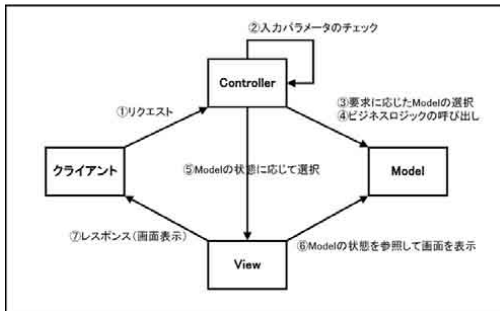 ②入力パラメータのチェック
Controller
①リクエスト
③要求に応じたModelの選択
④ビジネスロジックの呼び出し
クライアント
⑤Modelの状態に応じて選択
Model
⑦レスポンス(画面表示)
⑥Modelの状態を参照して画面を表示
View